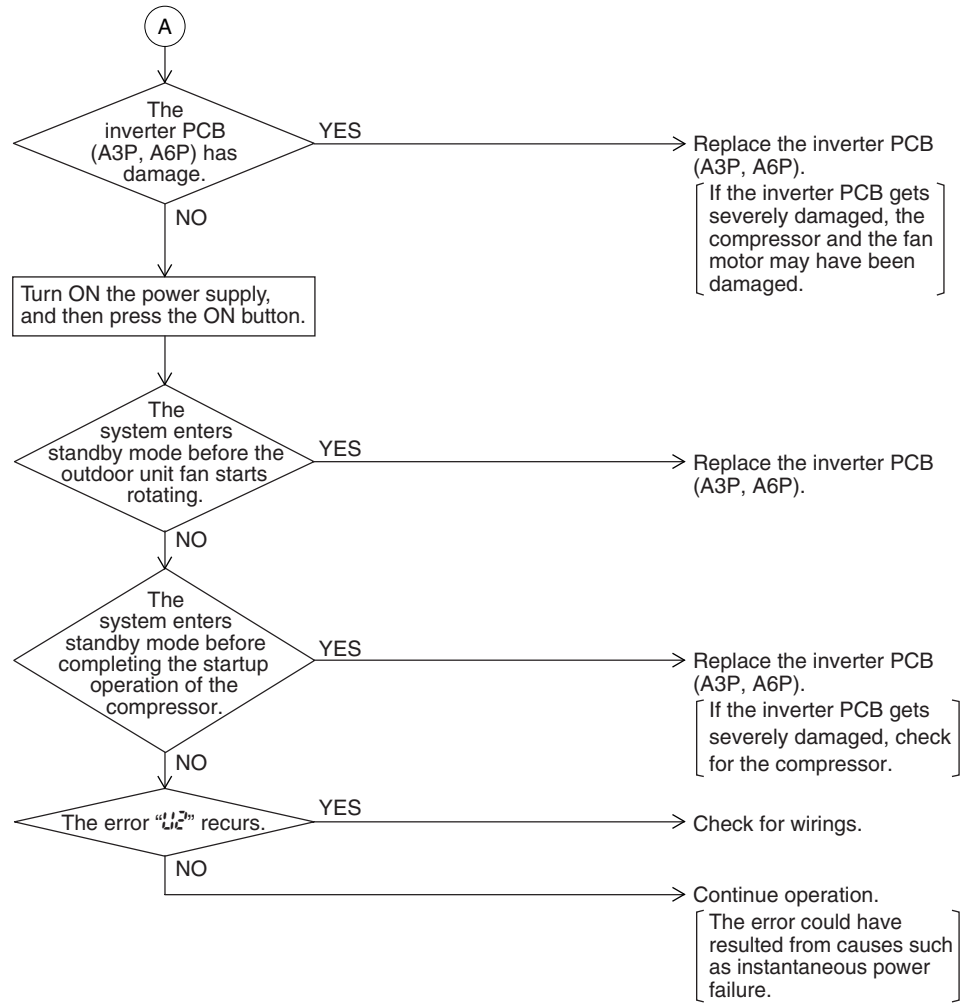 A
The
inverter PCB
(A3P, A6P) has
damage.
YES
Replace the inverter PCB
(A3P, A6P).
If the inverter PCB gets
severely damaged, the
compressor and the fan
motor may have been
damaged.
NO
Turn ON the power supply,
and then press the ON button.
The
system enters
standby mode before the
outdoor unit fan starts
rotating.
YES
Replace the inverter PCB
(A3P, A6P).
NO
The
system enters
standby mode before
completing the startup
operation of the
compressor.
YES
Replace the inverter PCB
(A3P, A6P).
If the inverter PCB gets
severely damaged, check
for the compressor.
NO
The error “U2” recurs.
YES
Check for wirings.
NO
Continue operation.
The error could have
resulted from causes such
as instantaneous power
failure.